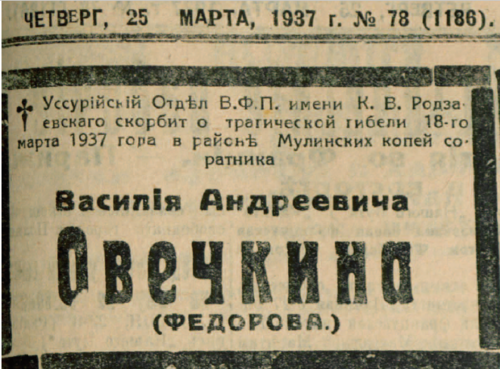 ЧЕТВЕРГ, 25 МАРТА, 1937 г. № 78 (1186).
† Уссурійскій Отдѣл В.Ф.П. имени К. В. Родза-
евскаго скорбит о трагической гибели 18-го
марта 1937 гора в районѣ Мулинских копей со-
ратника
Василія Андреевича
Овечкина
(ФЕДОРОВА.)